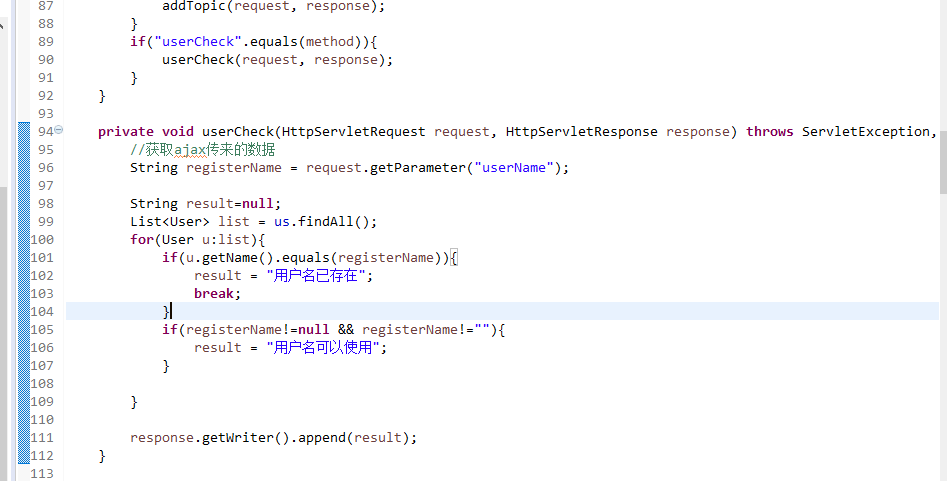 87 addTopic(request, response);
88 }
89 if("userCheck".equals(method)){
90 userCheck(request, response);
91 }
92 }
93
94 private void userCheck(HttpServletRequest request, HttpServletResponse response) throws ServletException,
95 //获取ajax传来的数据
96 String registerName = request.getParameter("userName");
97
98 String result=null;
99 List<User> list = us.findAll();
100 for(User u:list){
101 if(u.getName().equals(registerName)){
102 result = "用户名已存在";
103 break;
104 }
105 if(registerName!=null && registerName!=""){
106 result = "用户名可以使用";
107 }
108
109 }
110
111 response.getWriter().append(result);
112 }
113